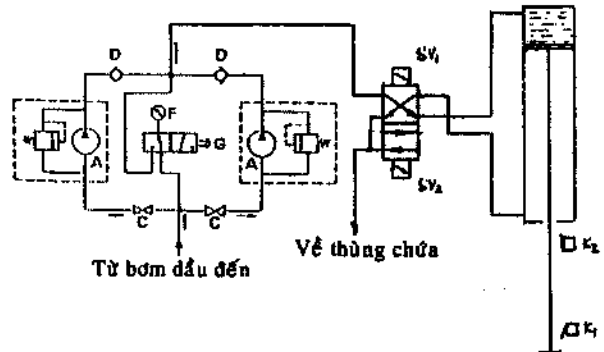 D
D
SV₁
F
G
A
A
SV₂
C
C
Về thùng chứa
Từ bơm dầu đến
K₂
K₁